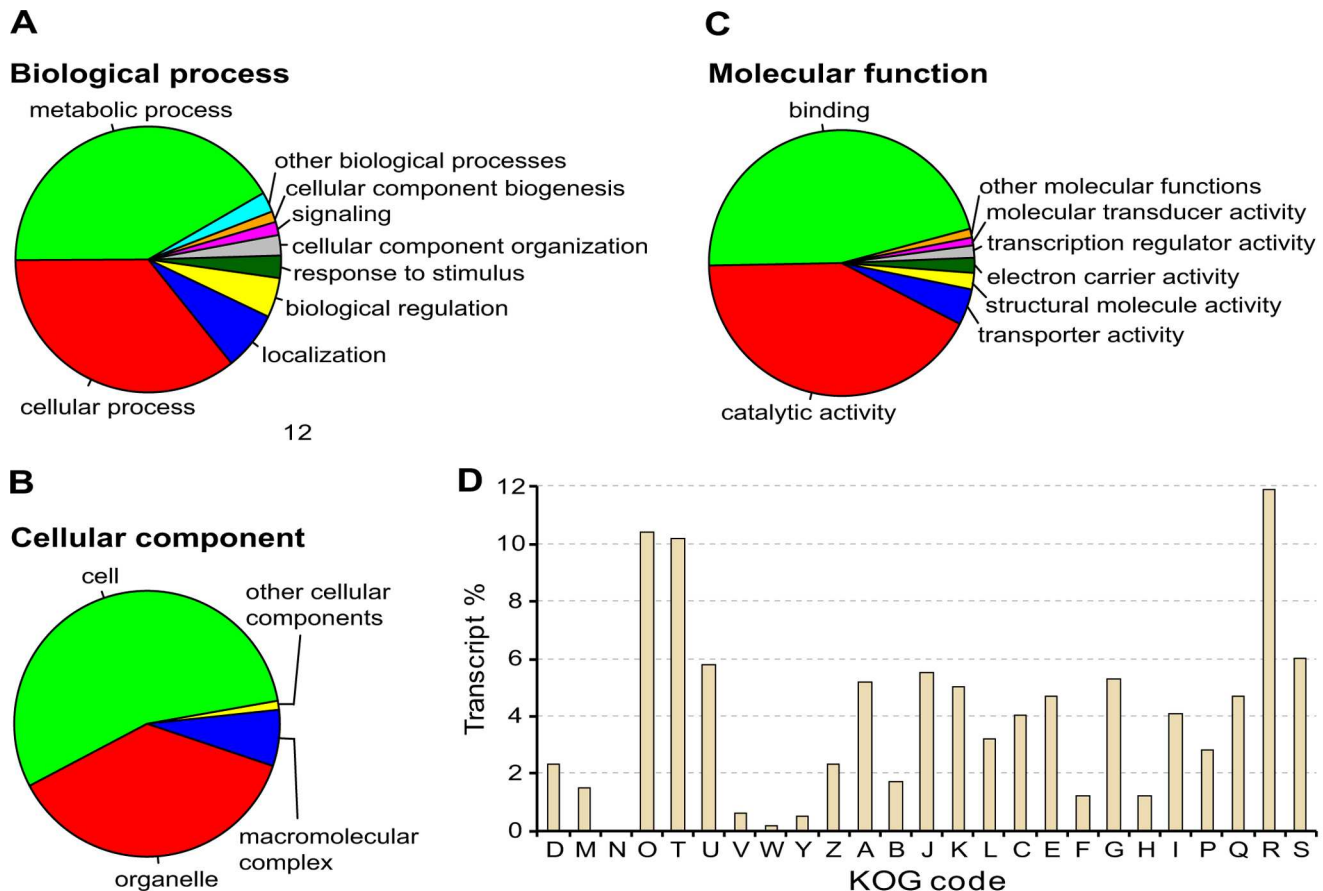 A
Biological process
metabolic process
other biological processes
cellular component biogenesis
signaling
cellular component organization
response to stimulus
biological regulation
localization
cellular process
12
C
Molecular function
binding
other molecular functions
molecular transducer activity
transcription regulator activity
electron carrier activity
structural molecule activity
transporter activity
catalytic activity
B
Cellular component
cell
other cellular
components
macromolecular
complex
organelle
D
Transcript %
12
10
8
6
4
2
0
D M N O T U V W Y Z A B J K L C E F G H I P Q R S
KOG code